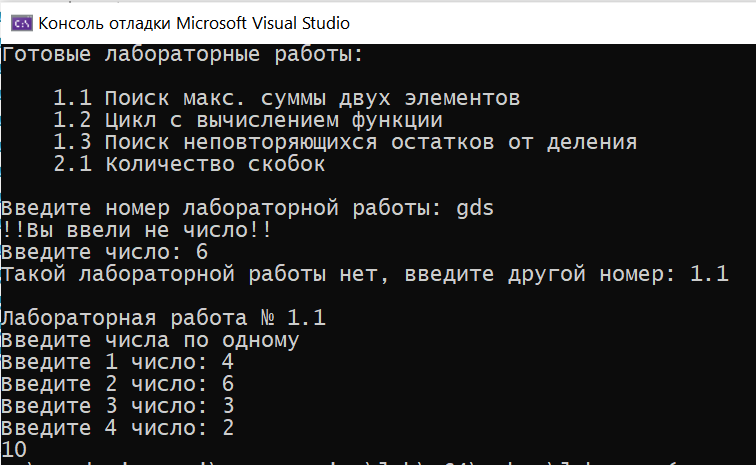 Консоль отладки Microsoft Visual Studio
Готовые лабораторные работы:
1.1 Поиск макс. суммы двух элементов
1.2 Цикл с вычислением функции
1.3 Поиск неповторяющихся остатков от деления
2.1 Количество скобок
Введите номер лабораторной работы: gds
!!Вы ввели не число!!
Введите число: 6
Такой лабораторной работы нет, введите другой номер: 1.1
Лабораторная работа № 1.1
Введите числа по одному
Введите 1 число: 4
Введите 2 число: 6
Введите 3 число: 3
Введите 4 число: 2
10